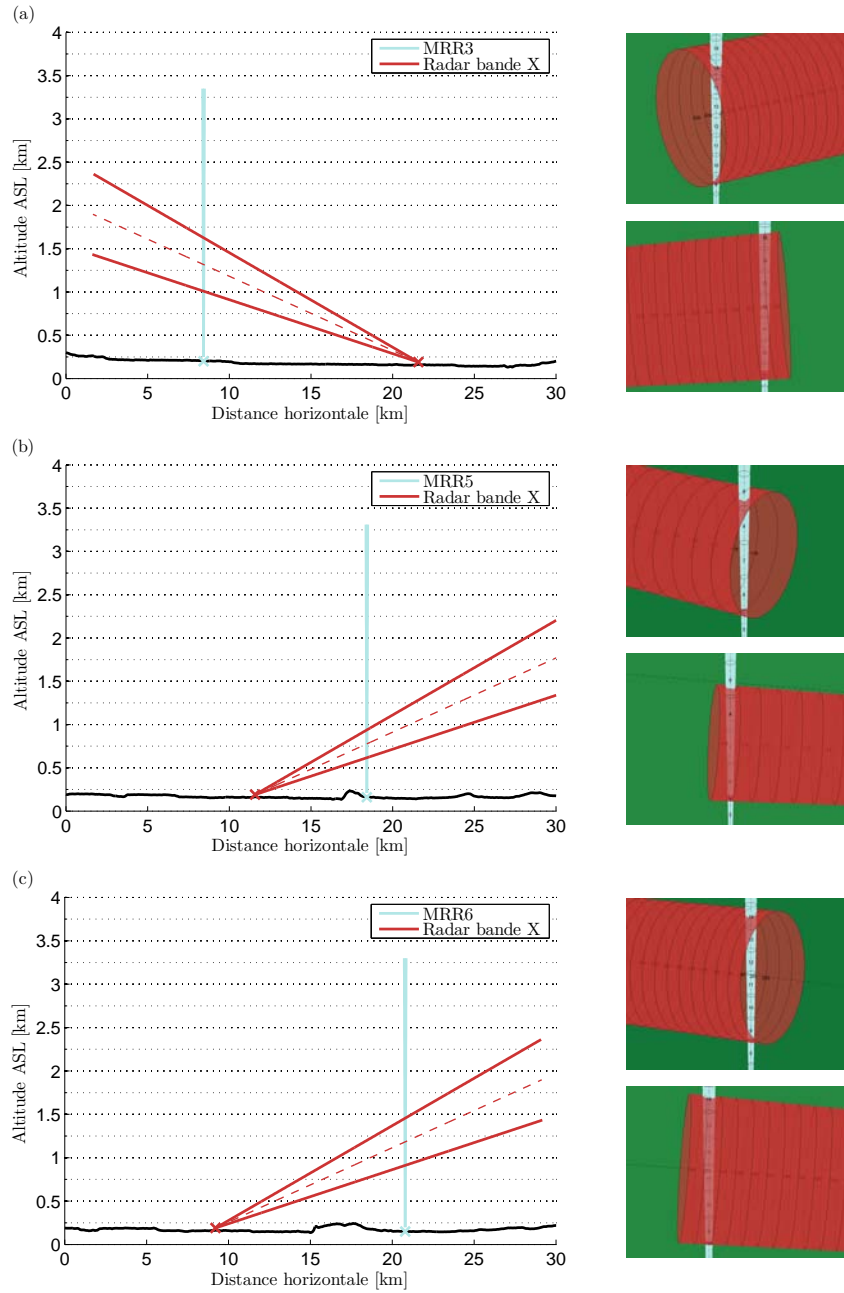 (a)
4
3.5
3
2.5
2
1.5
1
0.5
0
Altitude ASL [km]
MRR3
Radar bande X
0 5 10 15 20 25 30
Distance horizontale [km]
(b)
4
3.5
3
2.5
2
1.5
1
0.5
0
Altitude ASL [km]
MRR5
Radar bande X
0 5 10 15 20 25 30
Distance horizontale [km]
(c)
4
3.5
3
2.5
2
1.5
1
0.5
0
Altitude ASL [km]
MRR6
Radar bande X
0 5 10 15 20 25 30
Distance horizontale [km]